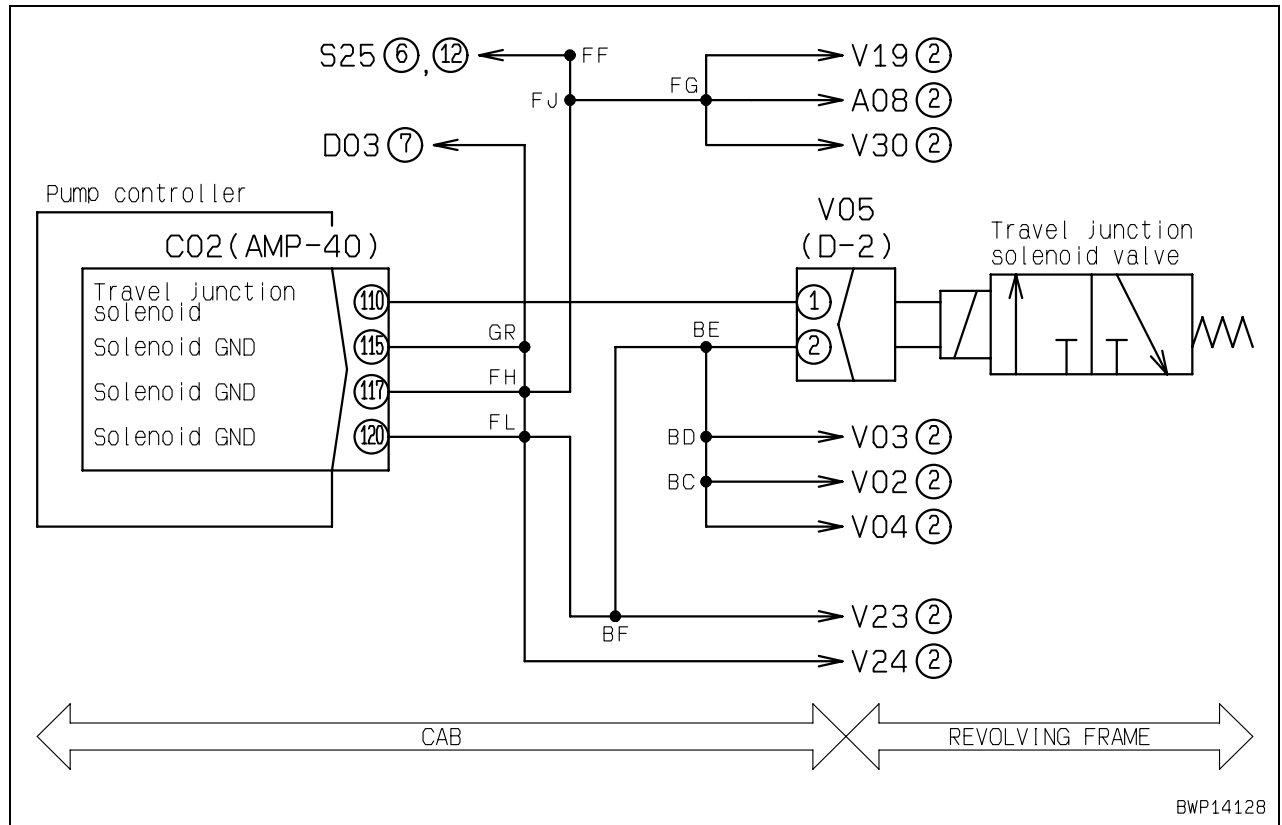 S25 ⑥,⑫
FF
V19 ②
FJ
FG
A08 ②
D03 ⑦
V30 ②
Pump controller
C02(AMP-40)
V05
(D-2)
Travel junction
solenoid valve
Travel junction
solenoid
110
1
Solenoid GND
115
GR
BE
2
Solenoid GND
117
FH
Solenoid GND
120
FL
BD
V03 ②
BC
V02 ②
V04 ②
V23 ②
BF
V24 ②
CAB
REVOLVING FRAME
BWP14128